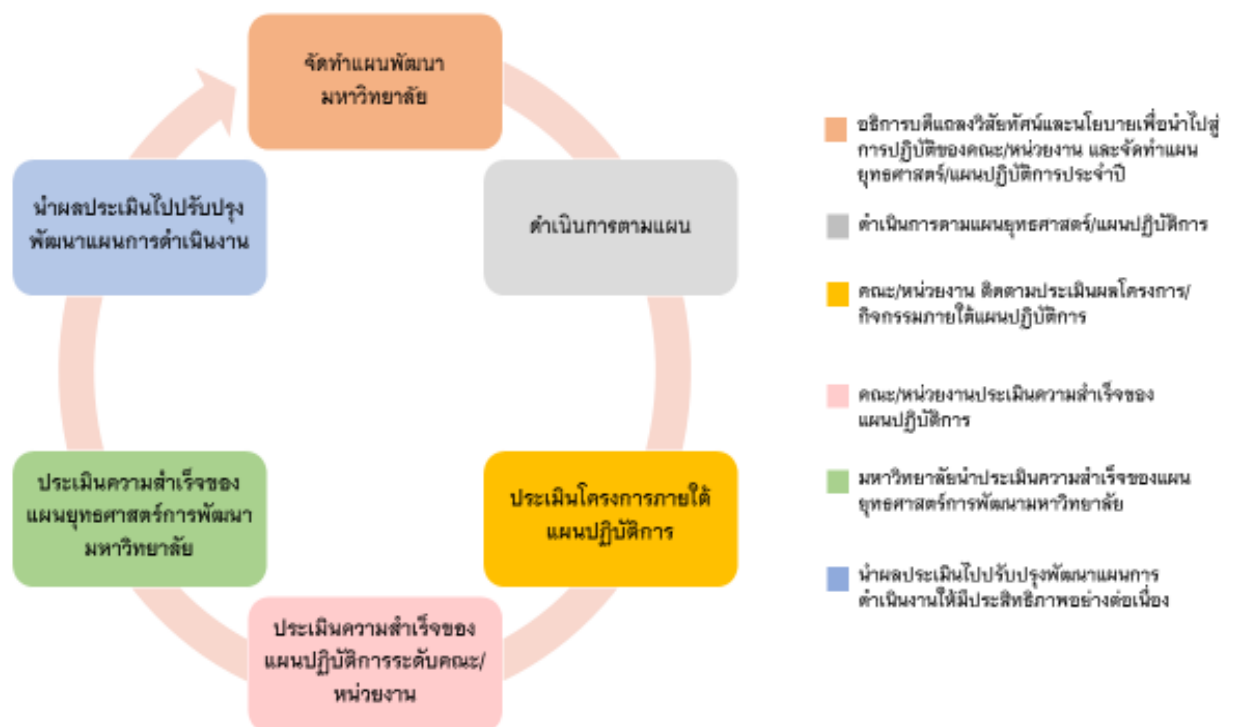 จัดทำแผนพัฒนา
มหาวิทยาลัย
ดำเนินการตามแผน
ประเมินโครงการภายใต้
แผนปฏิบัติการ
ประเมินความสำเร็จของ
แผนปฏิบัติการระดับคณะ/
หน่วยงาน
ประเมินความสำเร็จของ
แผนยุทธศาสตร์การพัฒนา
มหาวิทยาลัย
นำผลประเมินไปปรับปรุง
พัฒนาแผนการดำเนินงาน
อธิการบดีแถลงวิสัยทัศน์และนโยบายเพื่อนำไปสู่
การปฏิบัติของคณะ/หน่วยงาน และจัดทำแผน
ยุทธศาสตร์/แผนปฏิบัติการประจำปี
ดำเนินการตามแผนยุทธศาสตร์/แผนปฏิบัติการ
คณะ/หน่วยงาน ติดตามประเมินผลโครงการ/
กิจกรรมภายใต้แผนปฏิบัติการ
คณะ/หน่วยงานประเมินความสำเร็จของ
แผนปฏิบัติการ
มหาวิทยาลัยนำประเมินความสำเร็จของแผน
ยุทธศาสตร์การพัฒนามหาวิทยาลัย
นำผลประเมินไปปรับปรุงพัฒนาแผนการ
ดำเนินงานให้มีประสิทธิภาพอย่างต่อเนื่อง